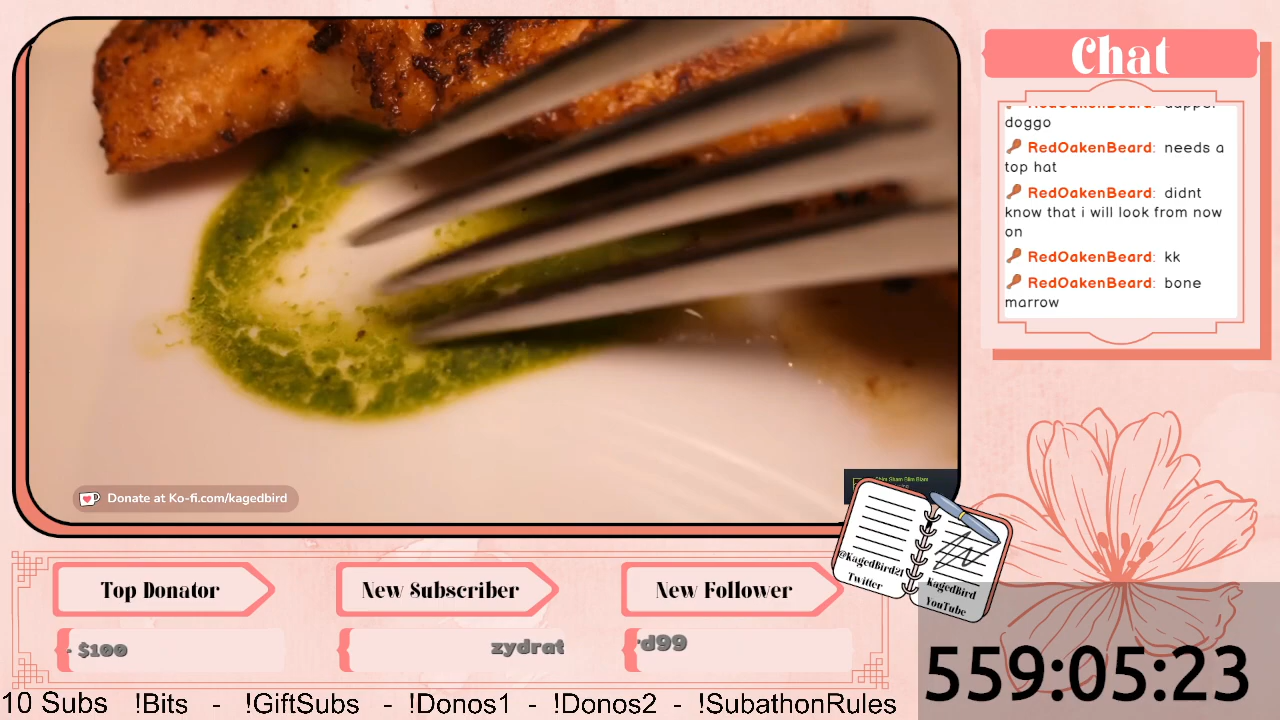 Chat
doggo
RedOakenBeard: needs a
top hat
RedOakenBeard: didnt
know that i will look from now
on
RedOakenBeard: kk
RedOakenBeard: bone
marrow
Donate at Ko-fi.com/kagedbird
@KagedBird21
Twitter
KagedBird
YouTube
Top Donator
New Subscriber
New Follower
- $100
zydrat
d99
559:05:23
10 Subs !Bits - !GiftSubs - !Donos1 - !Donos2 - !SubathonRules